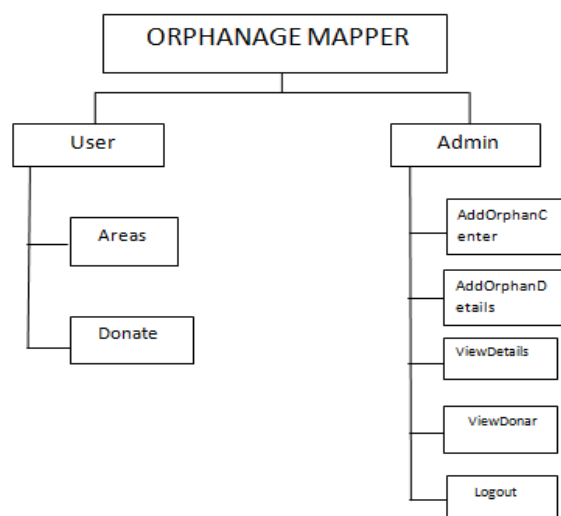 ORPHANAGE MAPPER
User
Admin
Areas
Donate
AddOrphanC
enter
AddOrphanD
etails
ViewDetails
ViewDonar
Logout